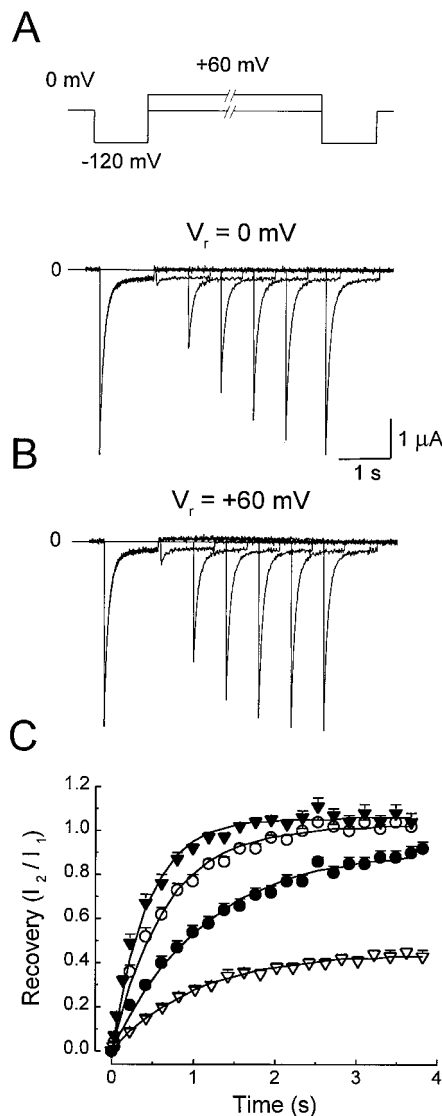 A
+60 mV
0 mV
-120 mV
V_r = 0 mV
0
1 μA
1 s
B
V_r = +60 mV
0
C
1.2
1.0
0.8
0.6
0.4
0.2
0.0
Recovery (I_2 / I_1)
0
1
2
3
4
Time (s)